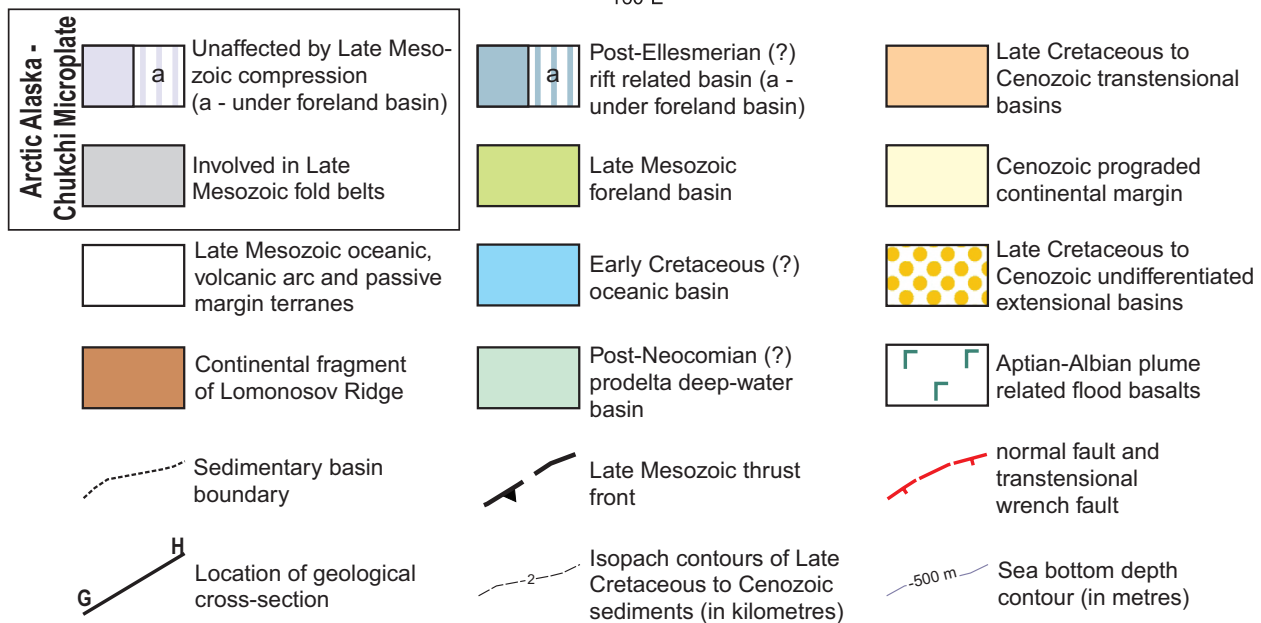 Arctic Alaska -
Chukchi Microplate
a
Unaffected by Late Meso-
zoic compression
(a - under foreland basin)
Involved in Late
Mesozoic fold belts
Late Mesozoic oceanic,
volcanic arc and passive
margin terranes
Continental fragment
of Lomonosov Ridge
Sedimentary basin
boundary
G
H
Location of geological
cross-section
a
Post-Ellesmerian (?)
rift related basin (a -
under foreland basin)
Late Mesozoic
foreland basin
Early Cretaceous (?)
oceanic basin
Post-Neocomian (?)
prodelta deep-water
basin
Late Mesozoic thrust
front
-2
Isopach contours of Late
Cretaceous to Cenozoic
sediments (in kilometres)
Late Cretaceous to
Cenozoic transtensional
basins
Cenozoic prograded
continental margin
Late Cretaceous to
Cenozoic undifferentiated
extensional basins
Aptian-Albian plume
related flood basalts
normal fault and
transtensional
wrench fault
-500 m
Sea bottom depth
contour (in metres)